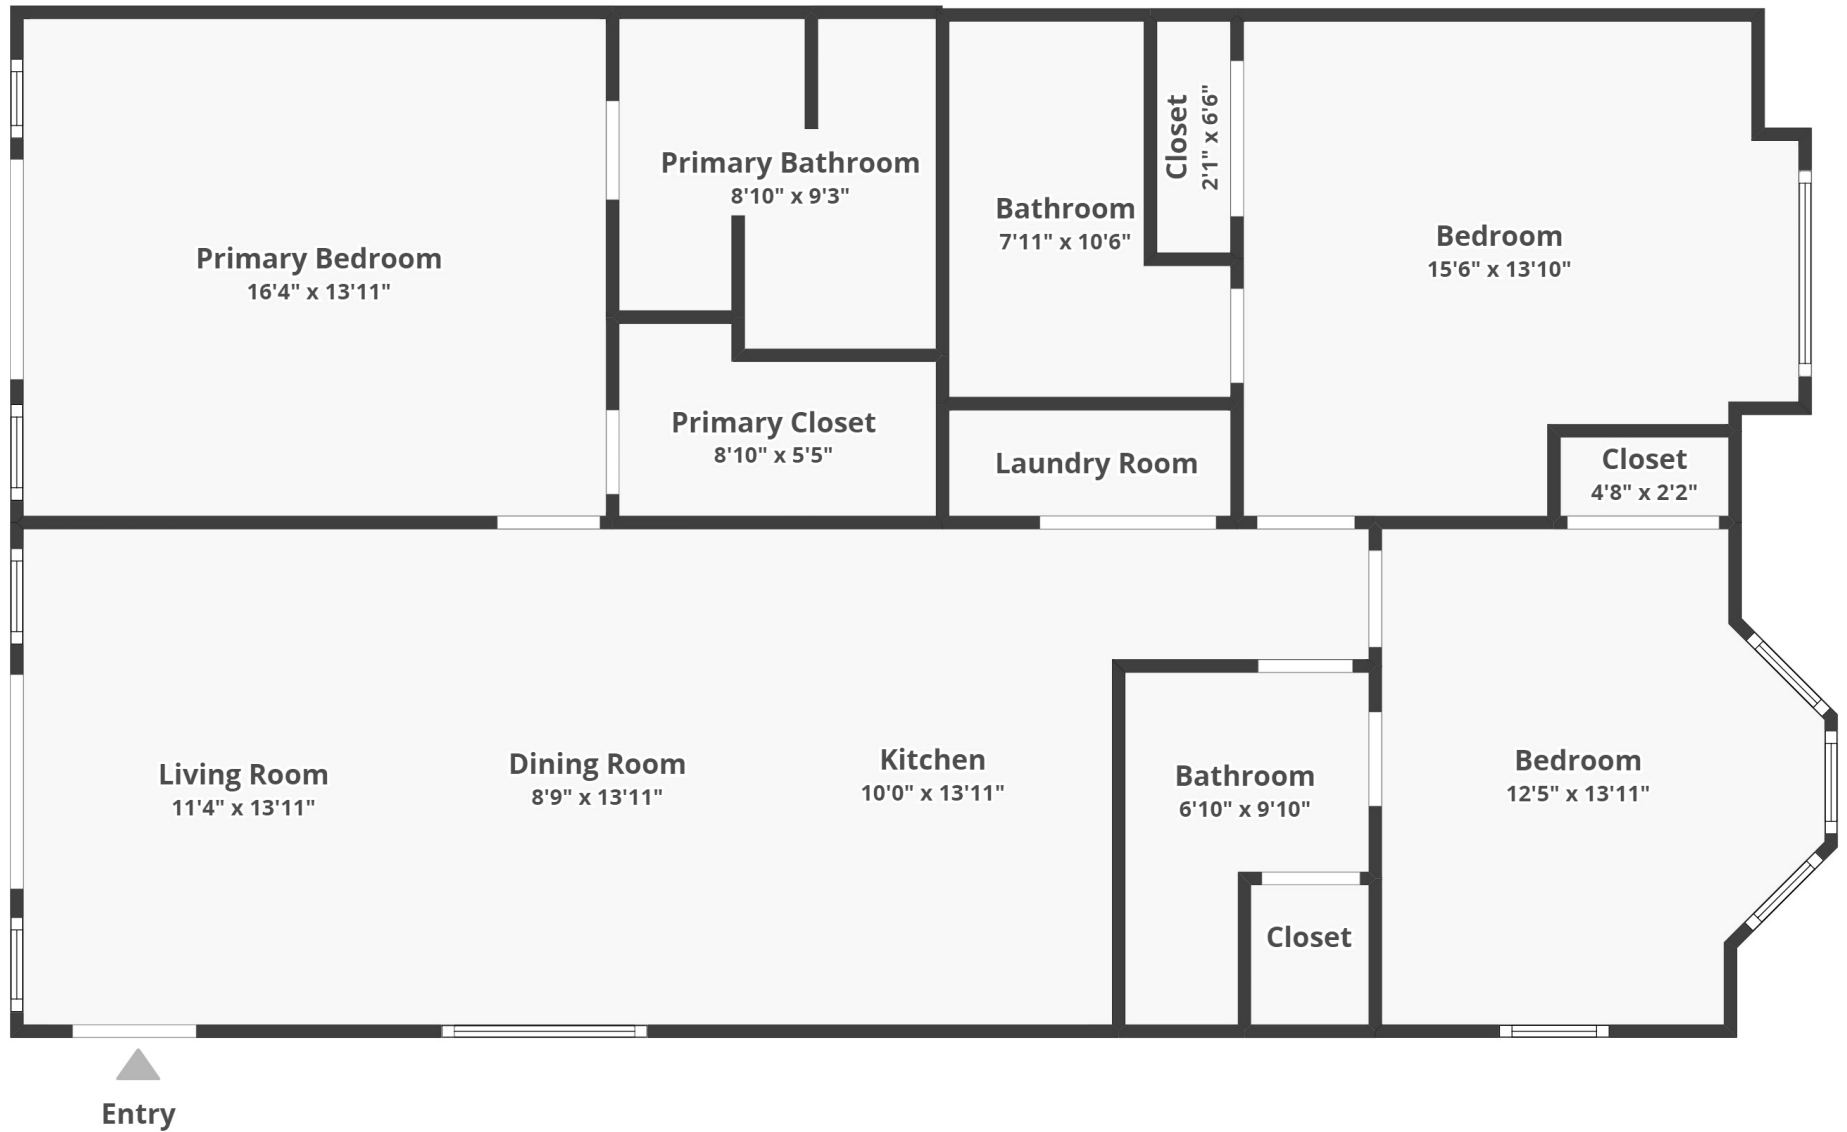 Primary Bedroom
16'4" x 13'11"
Primary Bathroom
8'10" x 9'3"
Primary Closet
8'10" x 5'5"
Bathroom
7'11" x 10'6"
Closet
2'1" x 6'6"
Bedroom
15'6" x 13'10"
Laundry Room
Closet
4'8" x 2'2"
Living Room
11'4" x 13'11"
Dining Room
8'9" x 13'11"
Kitchen
10'0" x 13'11"
Bathroom
6'10" x 9'10"
Closet
Bedroom
12'5" x 13'11"
Entry